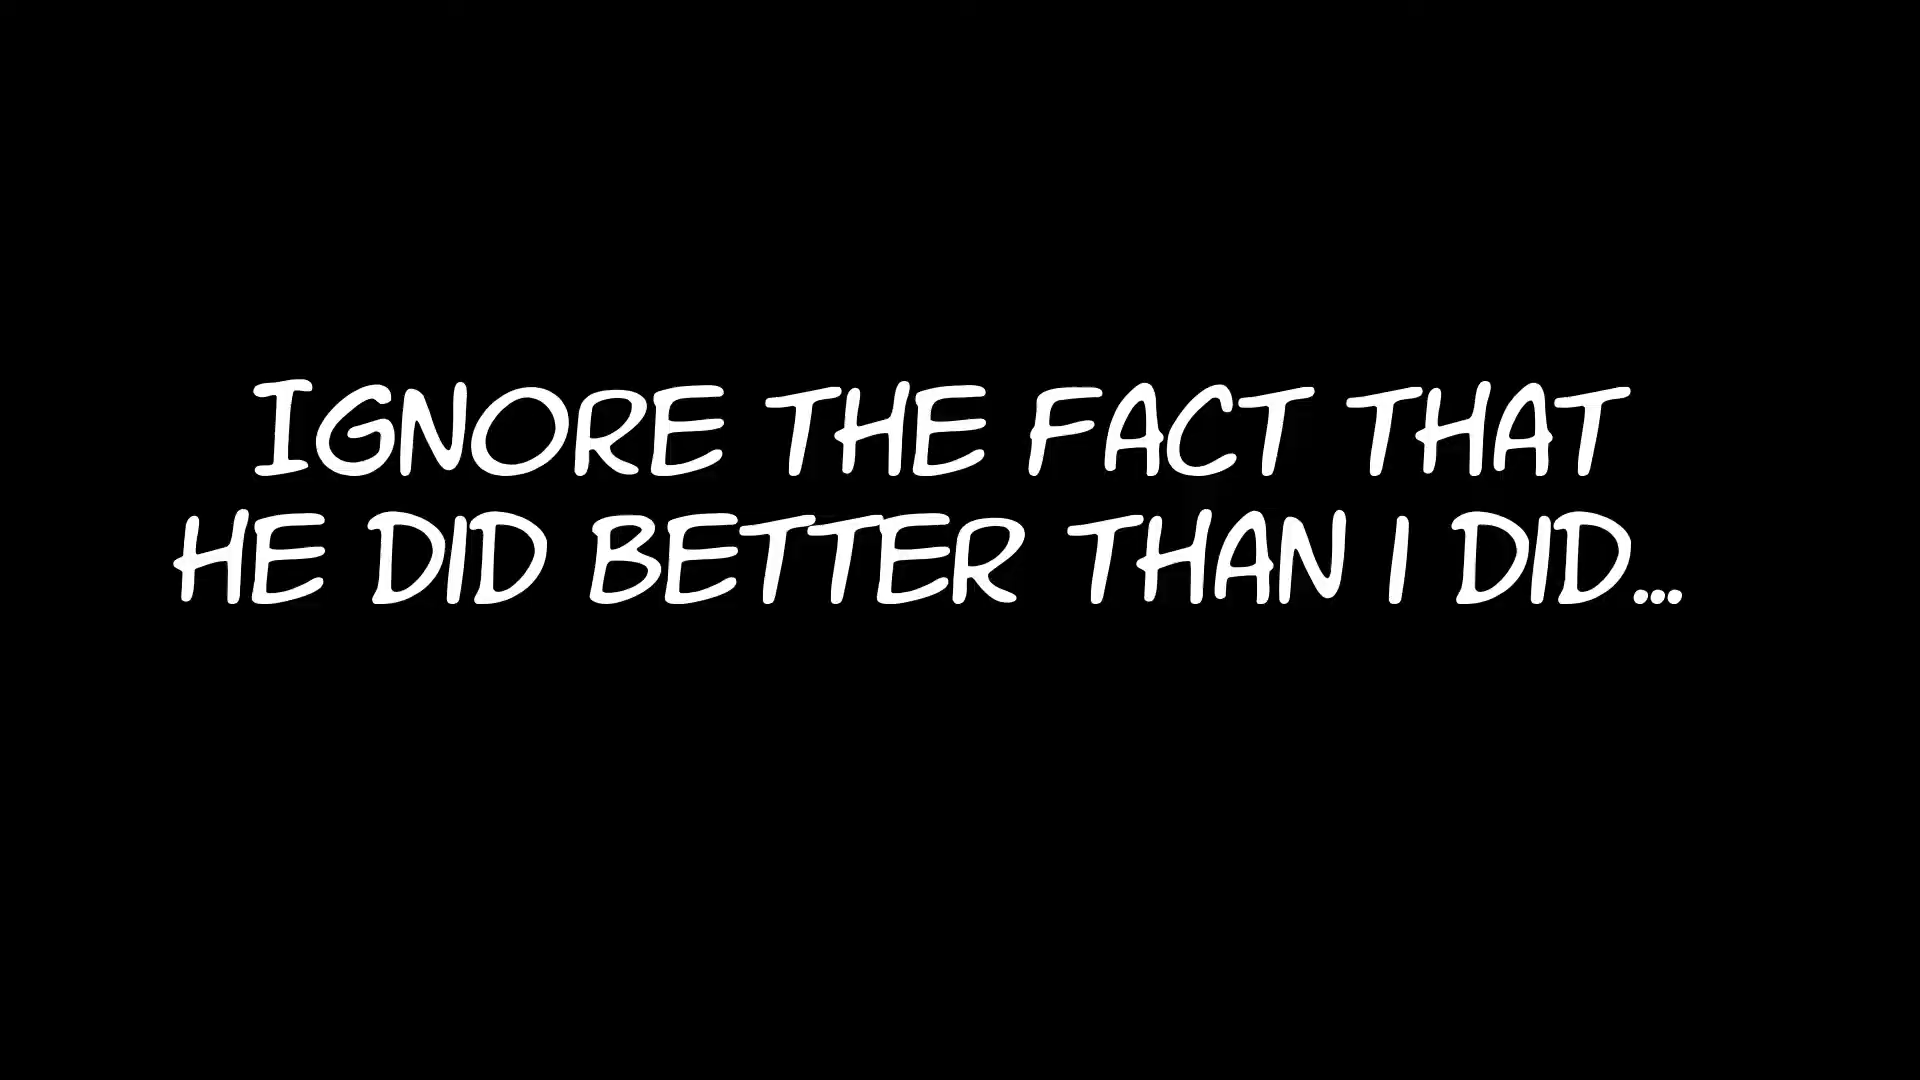 IGNORE THE FACT THAT
HE DID BETTER THAN I DID...